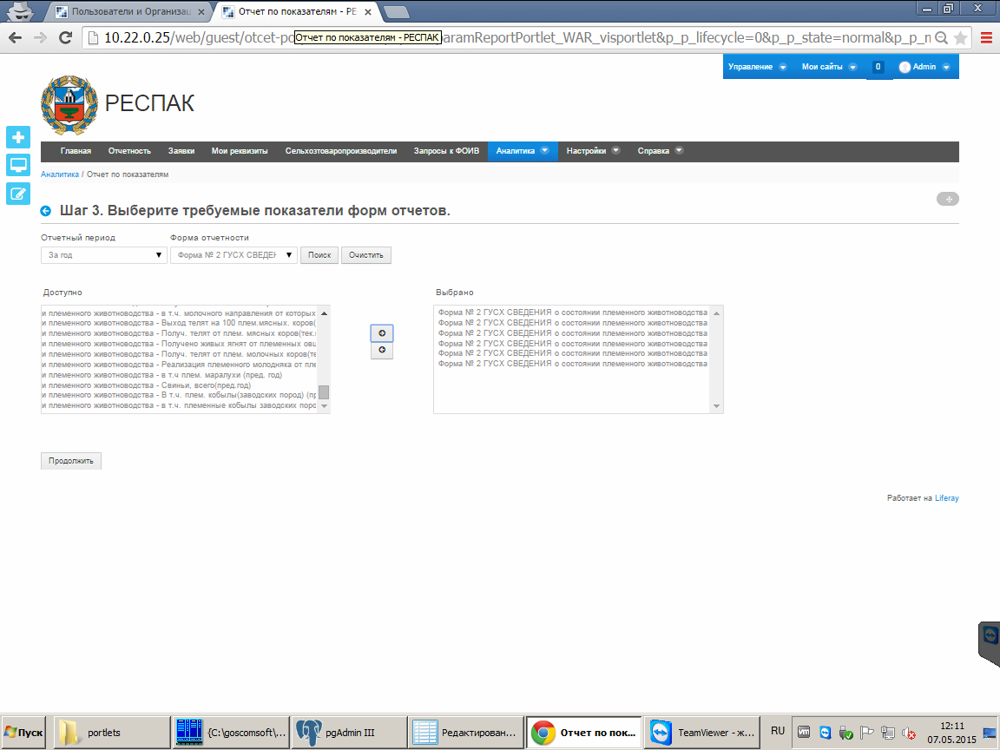 Пользователи и Организац
Отчет по показателям - РЕ
10.22.0.25/web/guest/otcet-po
Отчет по показателям - РЕСПАК
aramReportPortlet_WAR_visportlet&p_p_lifecycle=0&p_p_state=normal&p_p_m
Управление
Мои сайты
0
Admin
РЕСПАК
Главная
Отчетность
Заявки
Мои реквизиты
Сельхозтоваропроизводители
Запросы к ФОИВ
Аналитика
Настройки
Справка
Аналитика / Отчет по показателям
Шаг 3. Выберите требуемые показатели форм отчетов.
Отчетный период
Форма отчетности
За год
Форма № 2 ГУСХ СВЕДЕН
Поиск
Очистить
Доступно
и племенного животноводства - в т.ч. молочного направления от которых
и племенного животноводства - Выход телят на 100 плем.мясных. коров(
и племенного животноводства - Получ. телят от плем. мясных коров(тек.
и племенного животноводства - Получено живых ягнят от племенных овц
и племенного животноводства - Получ. телят от плем. молочных коров(те
и племенного животноводства - Реализация племенного молодняка от пле
и племенного животноводства - в т.ч плем. маралухи (пред. год)
и племенного животноводства - Свиньи, всего(пред.год)
и племенного животноводства - В т.ч. плем. кобылы(заводских пород) (пр
и племенного животноводства - в т.ч. племенные кобылы заводских поро
Выбрано
Форма № 2 ГУСХ СВЕДЕНИЯ о состоянии племенного животноводства
Форма № 2 ГУСХ СВЕДЕНИЯ о состоянии племенного животноводства
Форма № 2 ГУСХ СВЕДЕНИЯ о состоянии племенного животноводства
Форма № 2 ГУСХ СВЕДЕНИЯ о состоянии племенного животноводства
Форма № 2 ГУСХ СВЕДЕНИЯ о состоянии племенного животноводства
Форма № 2 ГУСХ СВЕДЕНИЯ о состоянии племенного животноводства
Продолжить
Работает на Liferay
Пуск
portlets
{C:\goscomsoft\...
pgAdmin III
Редактирован...
Отчет по пок...
TeamViewer - ж...
RU
12:11
07.05.2015